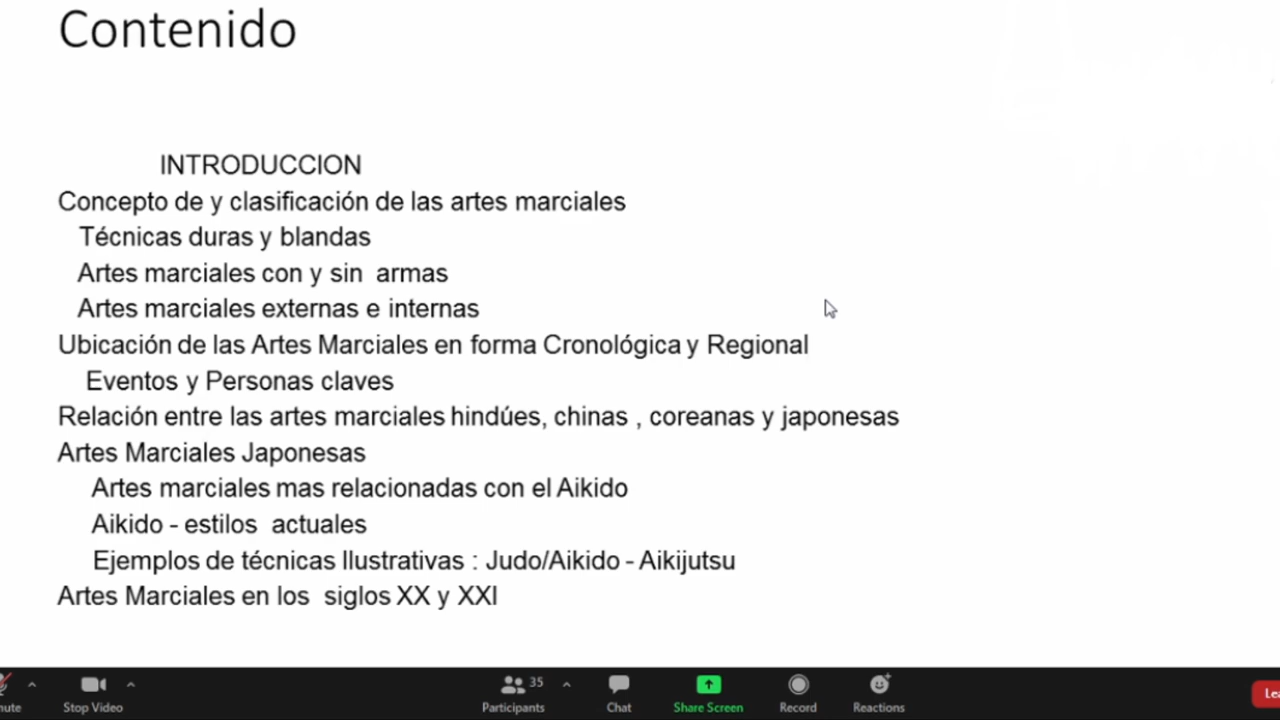 Contenido
INTRODUCCION
Concepto de y clasificación de las artes marciales
Técnicas duras y blandas
Artes marciales con y sin armas
Artes marciales externas e internas
Ubicación de las Artes Marciales en forma Cronológica y Regional
Eventos y Personas claves
Relación entre las artes marciales hindúes, chinas , coreanas y japonesas
Artes Marciales Japonesas
Artes marciales mas relacionadas con el Aikido
Aikido - estilos actuales
Ejemplos de técnicas Ilustrativas : Judo/Aikido - Aikijutsu
Artes Marciales en los siglos XX y XXI
Stop Video
Participants 35
Chat
Share Screen
Record
Reactions